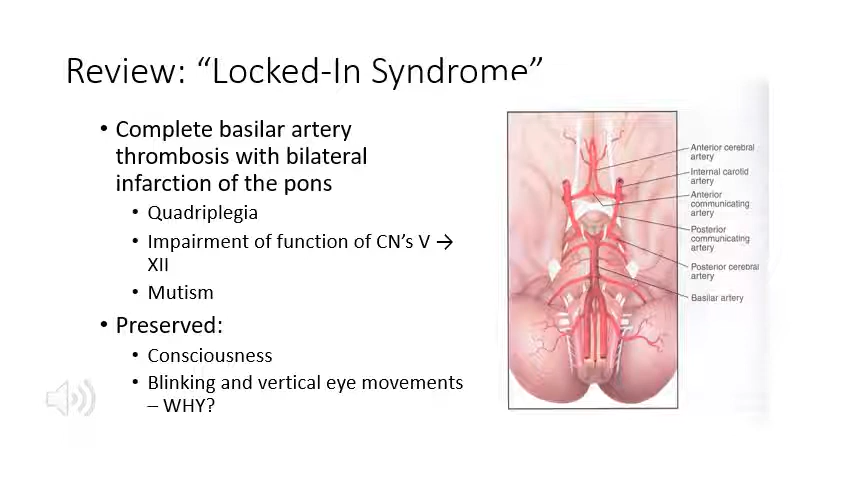 Review: “Locked-In Syndrome”
• Complete basilar artery
thrombosis with bilateral
infarction of the pons
• Quadriplegia
• Impairment of function of CN’s V →
XII
• Mutism
• Preserved:
• Consciousness
• Blinking and vertical eye movements
– WHY?
Anterior cerebral
artery
Internal carotid
artery
Anterior
communicating
artery
Posterior
communicating
artery
Posterior cerebral
artery
Basilar artery